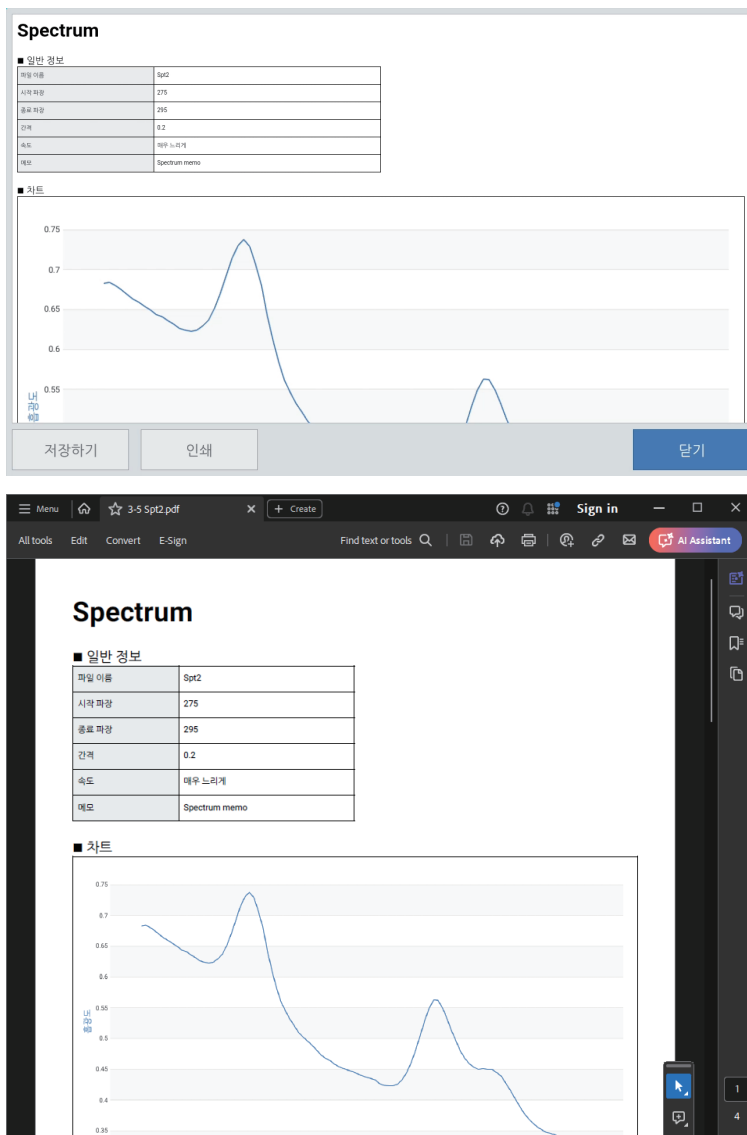 Spectrum
■ 일반 정보
파일 이름 Spt2
시작 파장 275
종료 파장 295
간격 0.2
속도 매우 느리게
메모 Spectrum memo
■ 차트
0.75
0.7
0.65
0.6
0.55
흡광도
저장하기 인쇄 닫기
Menu 3-5 Spt2.pdf + Create Sign in
All tools Edit Convert E-Sign Find text or tools AI Assistant
Spectrum
■ 일반 정보
파일 이름 Spt2
시작 파장 275
종료 파장 295
간격 0.2
속도 매우 느리게
메모 Spectrum memo
■ 차트
0.75
0.7
0.65
0.6
0.55
흡광도
0.5
0.45
0.4
0.35
1
4